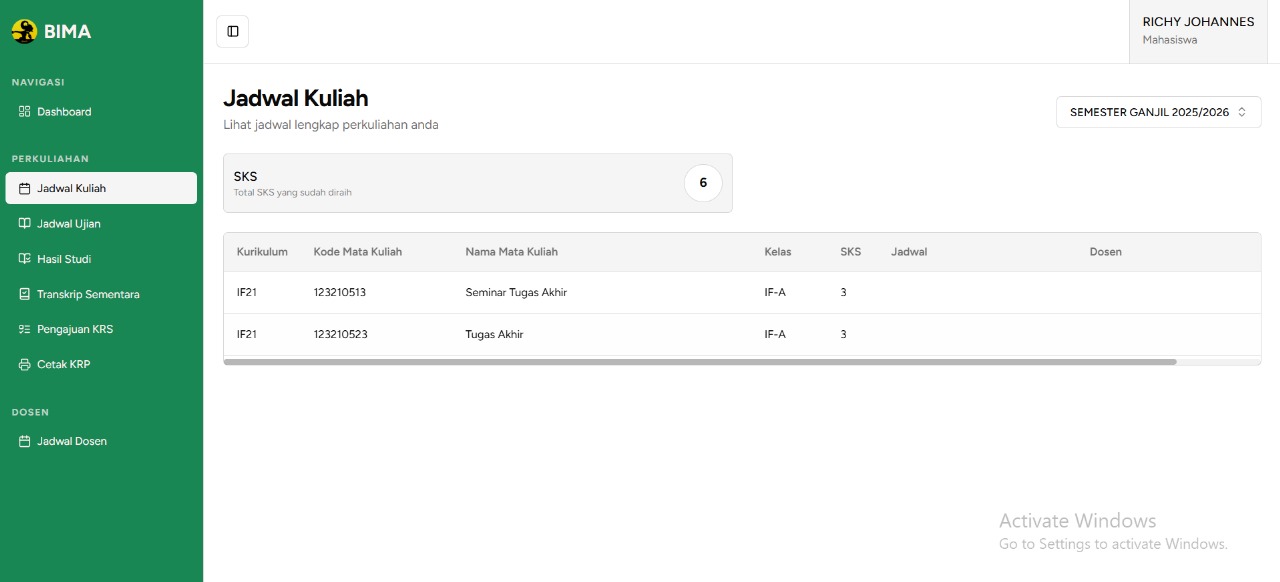 BIMA
NAVIGASI
Dashboard
PERKULIAHAN
Jadwal Kuliah
Jadwal Ujian
Hasil Studi
Transkrip Sementara
Pengajuan KRS
Cetak KRP
DOSEN
Jadwal Dosen
RICHY JOHANNES
Mahasiswa
Jadwal Kuliah
Lihat jadwal lengkap perkuliahan anda
SEMESTER GANJIL 2025/2026
SKS
Total SKS yang sudah diraih
6
Kurikulum Kode Mata Kuliah Nama Mata Kuliah Kelas SKS Jadwal Dosen
IF21 123210513 Seminar Tugas Akhir IF-A 3
IF21 123210523 Tugas Akhir IF-A 3
Activate Windows
Go to Settings to activate Windows.